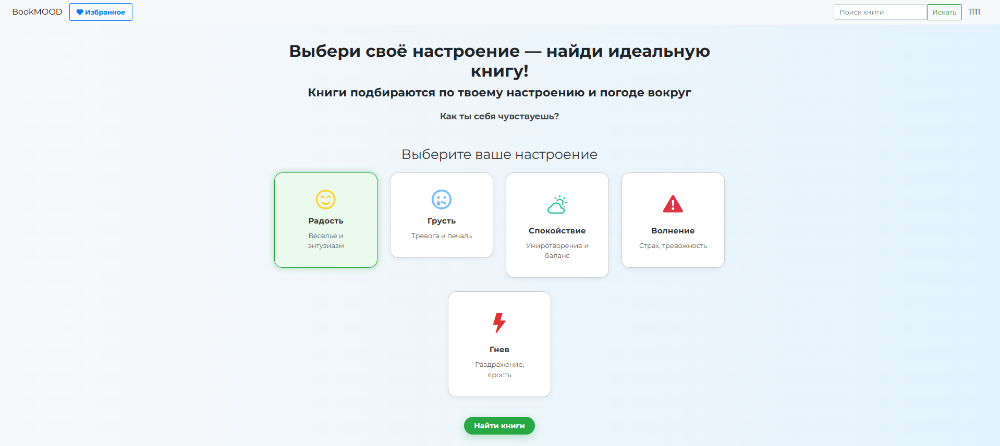 BookMOOD
Избранное
Поиск книги
Искать
1111
Выбери своё настроение — найди идеальную
книгу!
Книги подбираются по твоему настроению и погоде вокруг
Как ты себя чувствуешь?
Выберите ваше настроение
Радость
Веселье и
энтузиазм
Грусть
Тревога и печаль
Спокойствие
Умиротворение и
баланс
Волнение
Страх, тревожность
Гнев
Раздражение,
ярость
Найти книги